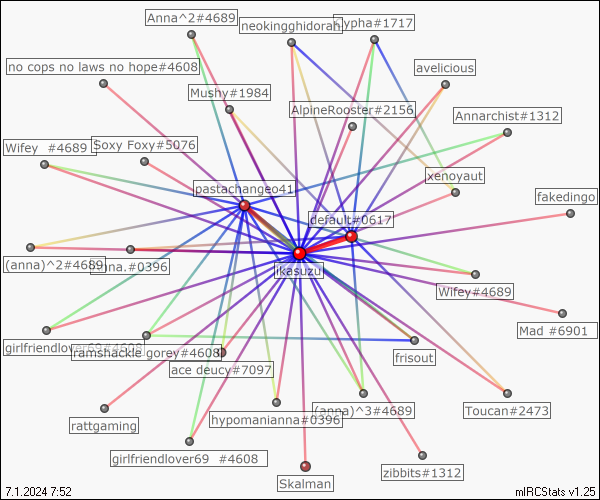 Anna^2#4689
neokingghidorah
kypha#1717
no cops no laws no hope#4608
avelicious
Mushy#1984
AlpineRooster#2156
Annarchist#1312
Wifey  #4689
Soxy Foxy#5076
xenoyaut
pastachangeo41
fakedingo
default#0617
(anna)^2#4689
anna.#0396
ikasuzu
Wifey#4689
Mad #6901
girlfriendlover69#4608
ramshackle gorey#4608
frisout
ace deucy#7097
rattgaming
hypomanianna#0396
(anna)^3#4689
Toucan#2473
girlfriendlover69  #4608
Skalman
zibbits#1312
7.1.2024 7:52
mIRCStats v1.25